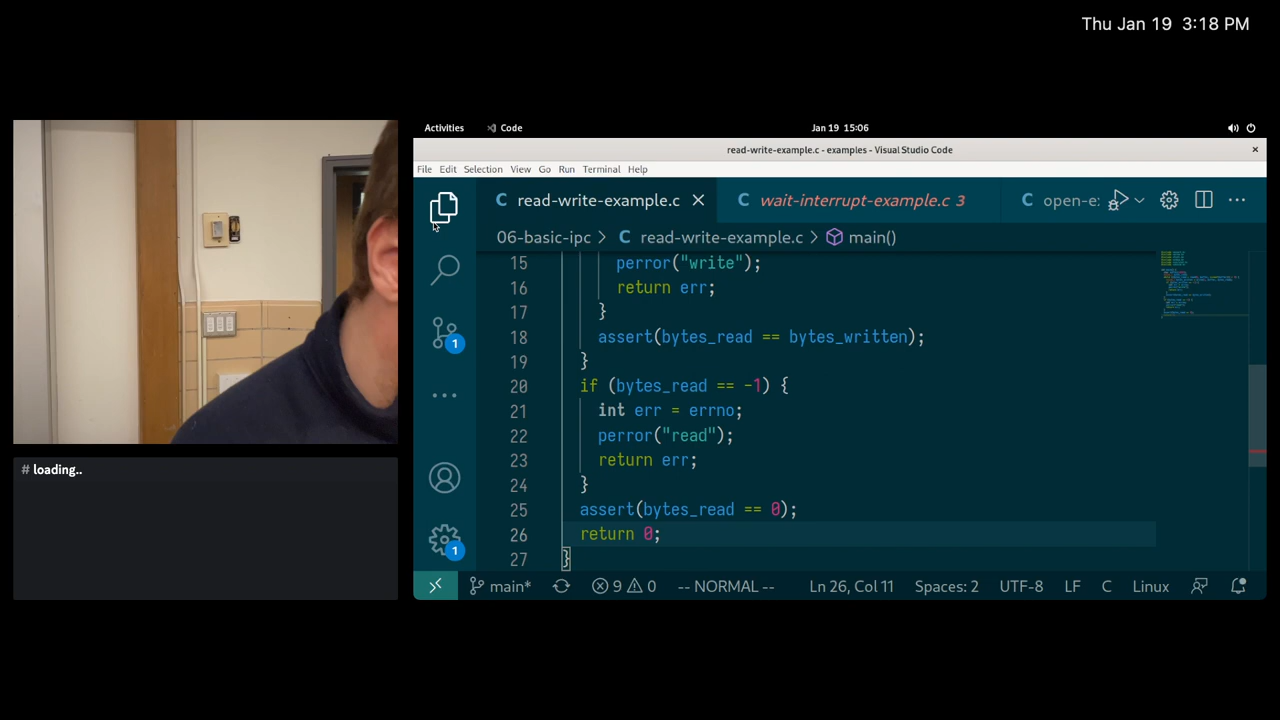 Thu Jan 19 3:18 PM
Activities Code Jan 19 15:06
read-write-example.c - examples - Visual Studio Code
File Edit Selection View Go Run Terminal Help
C read-write-example.c C wait-interrupt-example.c 3 C open-e:
06-basic-ipc > C read-write-example.c > main()
15 perror("write");
16 return err;
17 }
18 assert(bytes_read == bytes_written);
19 }
20 if (bytes_read == -1) {
21 int err = errno;
22 perror("read");
23 return err;
24 }
25 assert(bytes_read == 0);
26 return 0;
27 }
1
1
# loading..
main* 9 0 -- NORMAL -- Ln 26, Col 11 Spaces: 2 UTF-8 LF C Linux